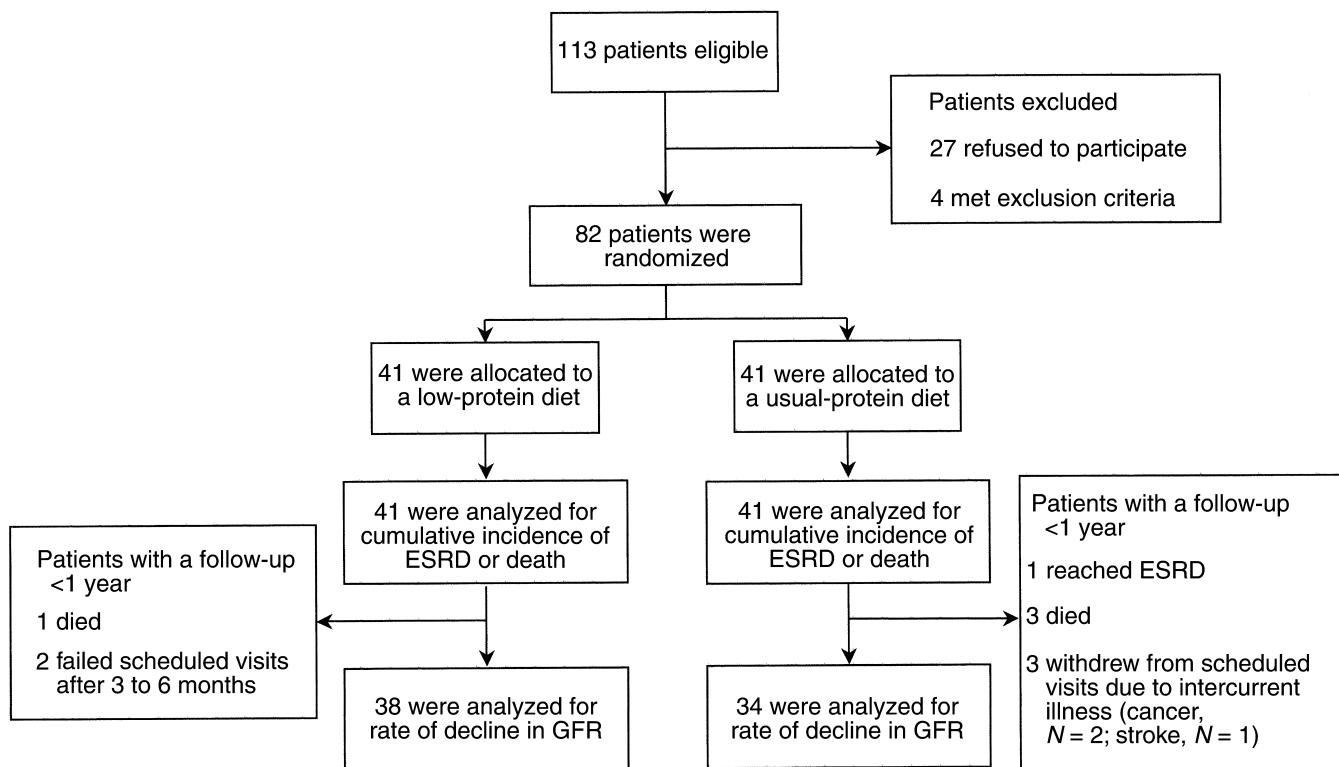 113 patients eligible
Patients excluded
27 refused to participate
4 met exclusion criteria
82 patients were
randomized
41 were allocated to
a low-protein diet
41 were allocated to
a usual-protein diet
41 were analyzed for
cumulative incidence of
ESRD or death
41 were analyzed for
cumulative incidence of
ESRD or death
Patients with a follow-up
<1 year
1 died
2 failed scheduled visits
after 3 to 6 months
Patients with a follow-up
<1 year
1 reached ESRD
3 died
3 withdrew from scheduled
visits due to intercurrent
illness (cancer,
N = 2; stroke, N = 1)
38 were analyzed for
rate of decline in GFR
34 were analyzed for
rate of decline in GFR